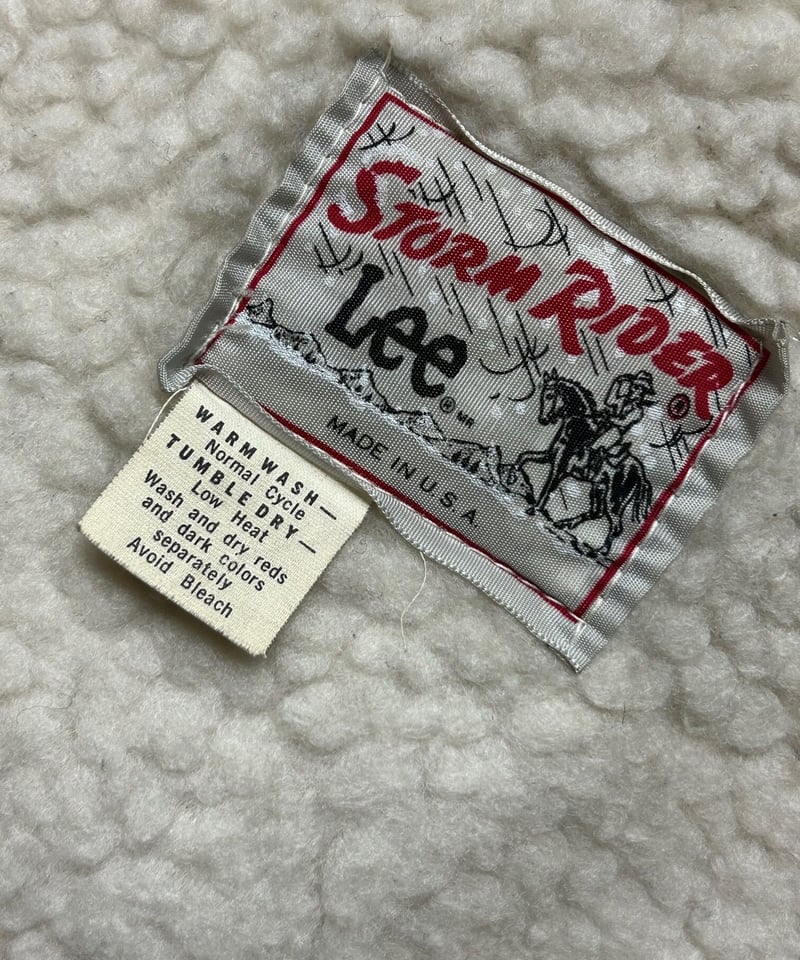 STORM RIDER ®
Lee ® MR
MADE IN U.S.A.
WARM WASH—
Normal Cycle
TUMBLE DRY—
Low Heat
Wash and dry reds
and dark colors
separately
Avoid Bleach